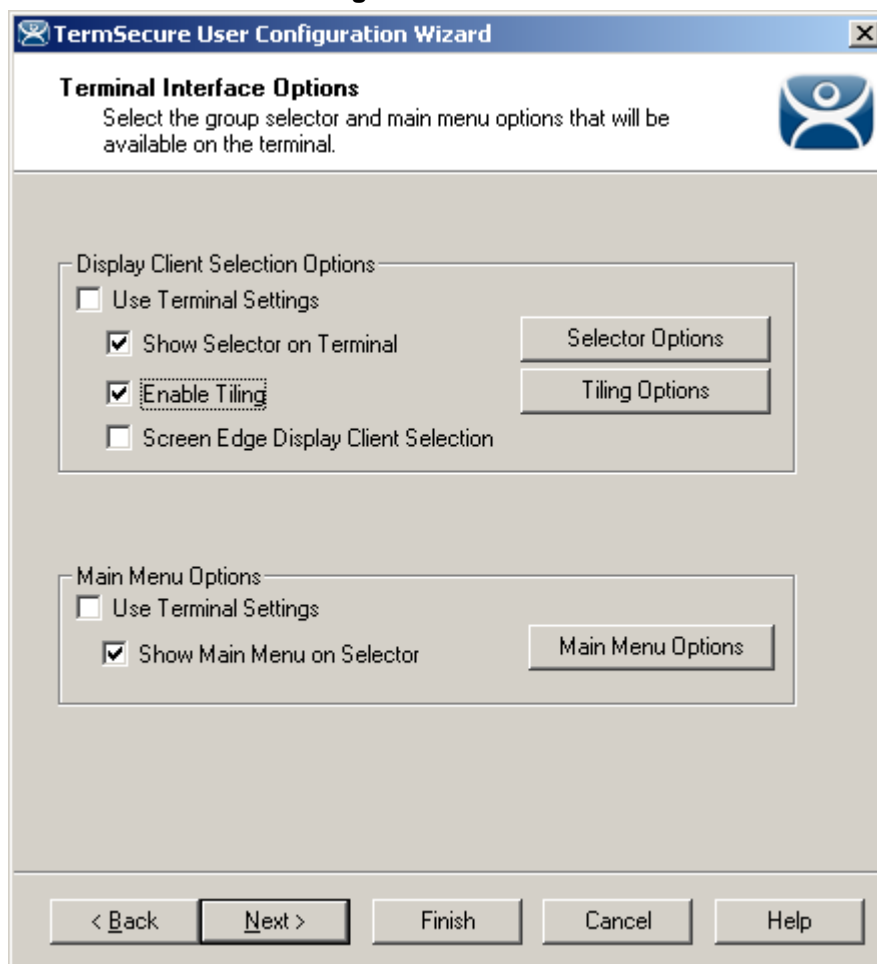 TermSecure User Configuration Wizard
Terminal Interface Options
Select the group selector and main menu options that will be
available on the terminal.
Display Client Selection Options
Use Terminal Settings
Show Selector on Terminal
Selector Options
Enable Tiling
Tiling Options
Screen Edge Display Client Selection
Main Menu Options
Use Terminal Settings
Show Main Menu on Selector
Main Menu Options
< Back
Next >
Finish
Cancel
Help